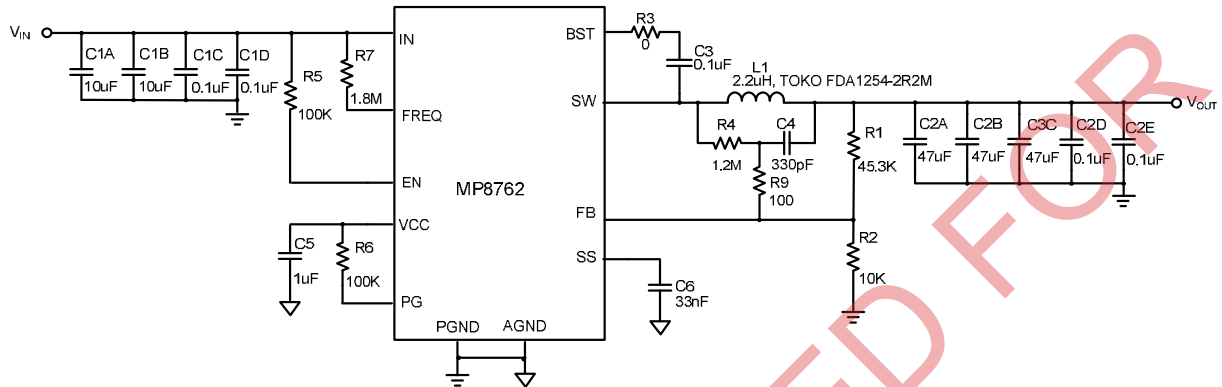 V_IN
C1A
10uF
C1B
10uF
C1C
0.1uF
C1D
0.1uF
R5
100K
R7
1.8M
IN
FREQ
EN
VCC
PG
PGND
AGND
MP8762
BST
SW
FB
SS
C5
1uF
R6
100K
R3
0
C3
0.1uF
L1
2.2uH, TOKO FDA1254-2R2M
R4
1.2M
C4
330pF
R9
100
R1
45.3K
R2
10K
C6
33nF
C2A
47uF
C2B
47uF
C3C
47uF
C2D
0.1uF
C2E
0.1uF
V_OUT
ED FOR